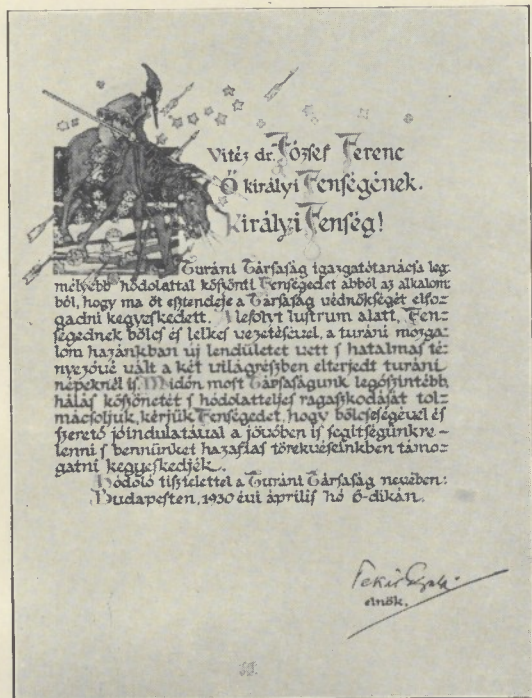 Vitéz dr. József Ferenc
Ő királyi Fenségének.
Királyi Fenség!
Turáni Társaság igazgatótanácsa leg-
mélyebb hódolattal köszönti Fenségedet abból az alkalom-
ból, hogy ma öt esztendeje a Társaság védnökségét elfo-
gadni kegyeskedett. A lefolyt lustrum alatt, Fen-
ségednek bölcs és lelkes vezetésével, a turáni mozga-
lom hazánkban új lendületet vett s hatalmas té-
nyezővé vált a két világrészben elterjedt turáni
népeknél is. Midőn most Társaságunk legőszintébb
hálás köszönetét s hódolatteljes ragaszkodását tol-
mácsoljuk, kérjük Fenségedet, hogy bölcseségével és
szerető jóindulatával a jövőben is segítségünkre-
lenni s bennünket hazafias törekvéseinkben támo-
gatni kegyeskedjék.
Hódoló tisztelettel a Turáni Társaság nevében:
Budapesten, 1930 évi április hó 6-dikán.
elnök.